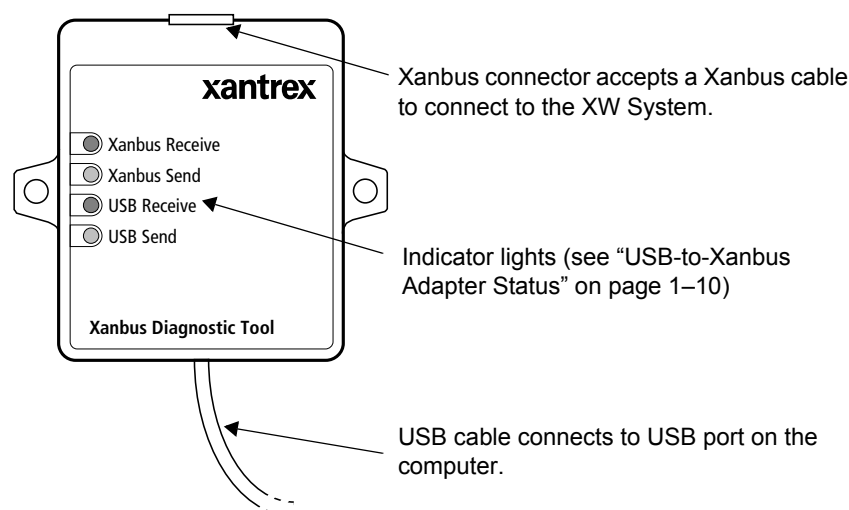 xantrex
Xanbus Receive
Xanbus Send
USB Receive
USB Send
Xanbus Diagnostic Tool
Xanbus connector accepts a Xanbus cable
to connect to the XW System.
Indicator lights (see “USB-to-Xanbus
Adapter Status” on page 1–10)
USB cable connects to USB port on the
computer.